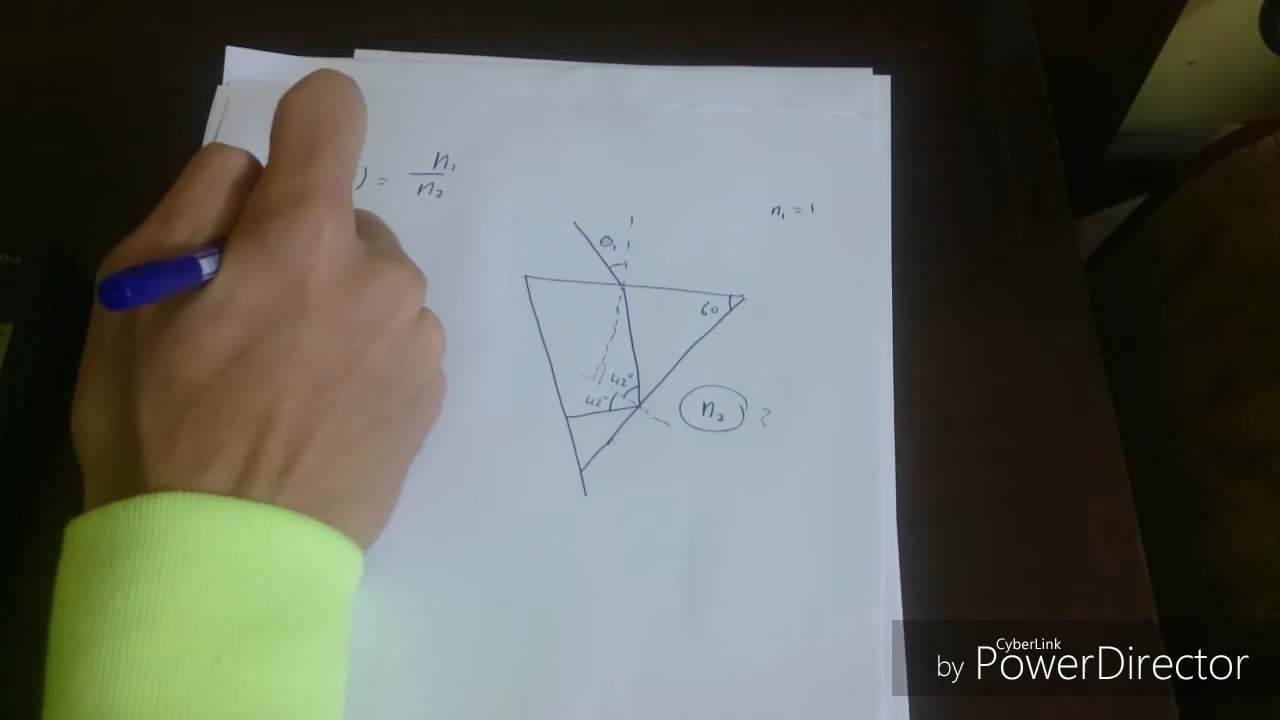 ) = n₁ / n₂
n₁ = 1
θ₁
60
42°
42°
n₂ ?
CyberLink
by PowerDirector